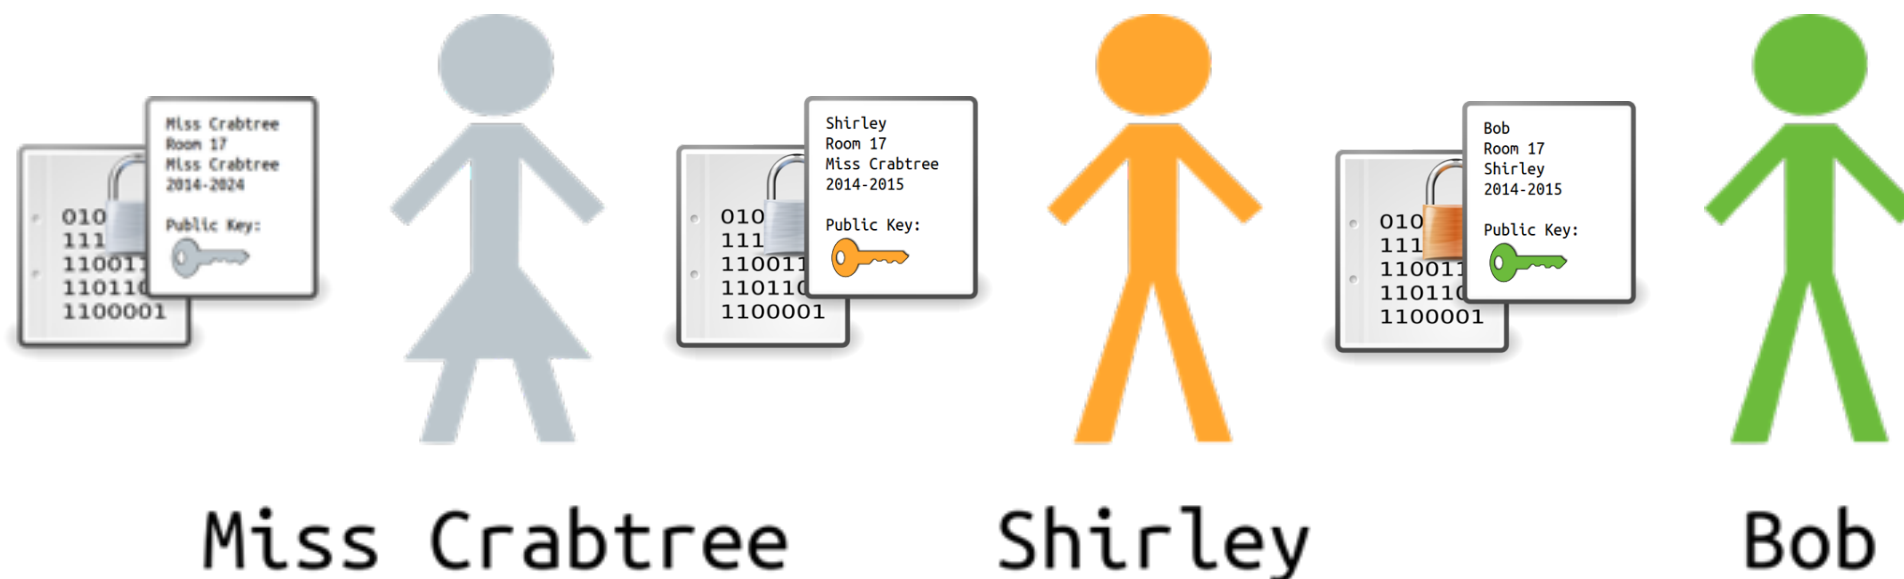 Miss Crabtree
Room 17
Miss Crabtree
2014-2024
Public Key:
010
111
110011
110110
1100001
Shirley
Room 17
Miss Crabtree
2014-2015
Public Key:
010
111
110011
110110
1100001
Bob
Room 17
Shirley
2014-2015
Public Key:
010
111
110011
110110
1100001
Miss Crabtree
Shirley
Bob